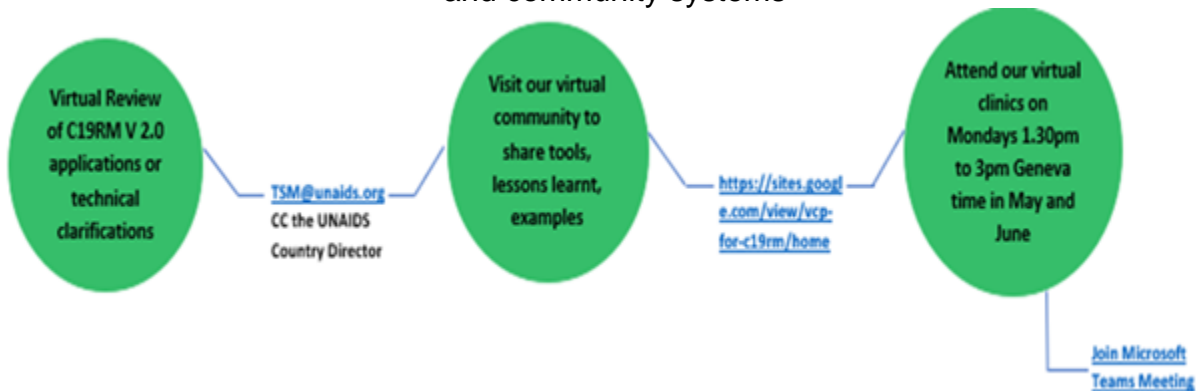 and community systems
Virtual Review
of C19RM V 2.0
applications or
technical
clarifications
TSM@unaids.org
CC the UNAIDS
Country Director
Visit our virtual
community to
share tools,
lessons learnt,
examples
https://sites.googl
e.com/view/vcp-
for-c19rm/home
Attend our virtual
clinics on
Mondays 1.30pm
to 3pm Geneva
time in May and
June
Join Microsoft
Teams Meeting